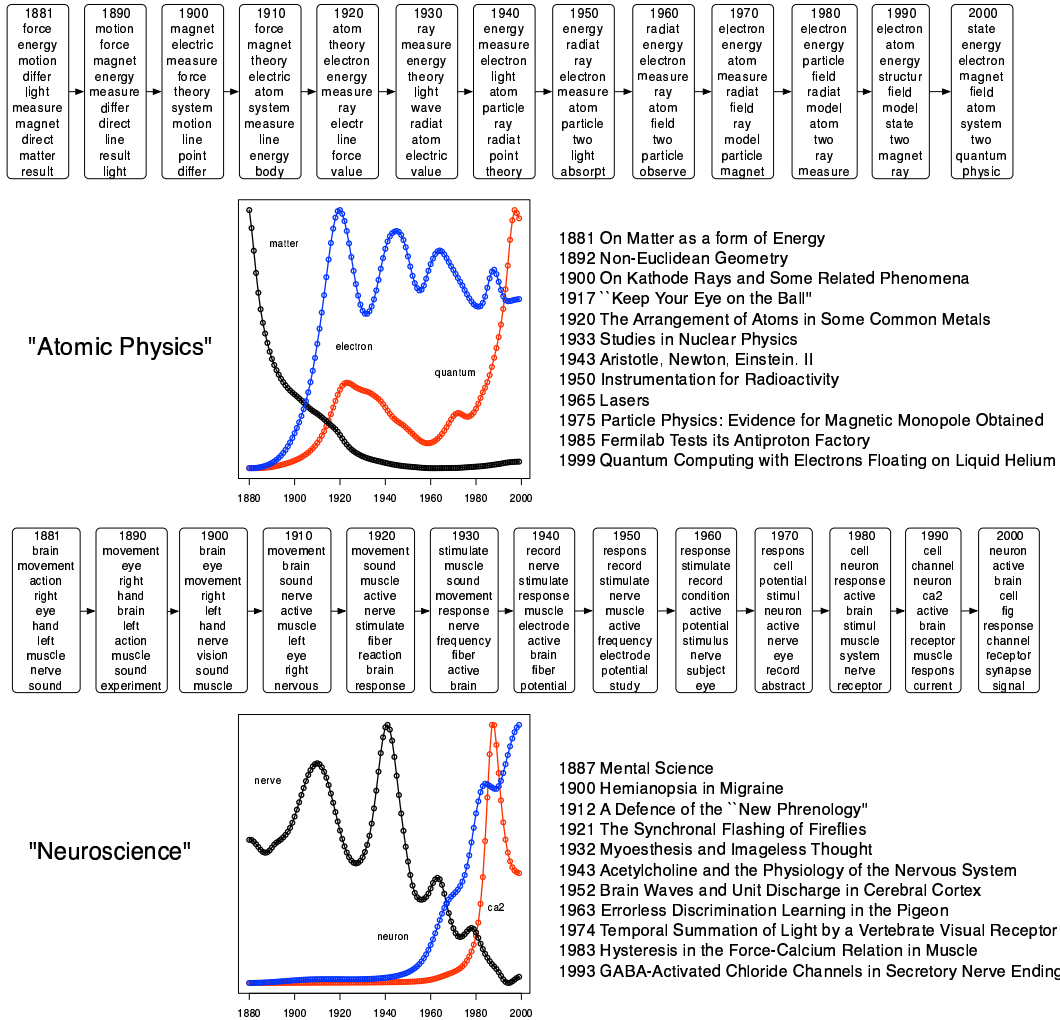 1881
force
energy
motion
differ
light
measure
magnet
direct
matter
result
1890
motion
force
magnet
energy
measure
differ
direct
line
result
light
1900
magnet
electric
measure
force
theory
system
motion
line
point
differ
1910
force
magnet
theory
electric
atom
system
measure
line
energy
body
1920
atom
theory
electron
energy
measure
ray
electr
line
force
value
1930
ray
measure
energy
theory
light
wave
radiat
atom
electric
value
1940
energy
measure
electron
light
atom
particle
ray
radiat
point
theory
1950
energy
radiat
ray
electron
measure
atom
particle
two
light
absorpt
1960
radiat
energy
electron
measure
ray
atom
field
two
particle
observe
1970
electron
energy
atom
measure
radiat
field
ray
model
particle
magnet
1980
electron
energy
particle
field
radiat
model
atom
two
ray
measure
1990
electron
atom
energy
structur
field
model
state
two
magnet
ray
2000
state
energy
electron
magnet
field
atom
system
two
quantum
physic
"Atomic Physics"
matter
electron
quantum
1880 1900 1920 1940 1960 1980 2000
1881 On Matter as a form of Energy
1892 Non-Euclidean Geometry
1900 On Kathode Rays and Some Related Phenomena
1917 ``Keep Your Eye on the Ball"
1920 The Arrangement of Atoms in Some Common Metals
1933 Studies in Nuclear Physics
1943 Aristotle, Newton, Einstein. II
1950 Instrumentation for Radioactivity
1965 Lasers
1975 Particle Physics: Evidence for Magnetic Monopole Obtained
1985 Fermilab Tests its Antiproton Factory
1999 Quantum Computing with Electrons Floating on Liquid Helium
1881
brain
movement
action
right
eye
hand
left
muscle
nerve
sound
1890
movement
eye
right
hand
brain
left
action
muscle
sound
experiment
1900
brain
eye
movement
right
left
hand
nerve
vision
sound
muscle
1910
movement
brain
sound
nerve
active
muscle
left
eye
right
nervous
1920
movement
sound
muscle
active
nerve
stimulate
fiber
reaction
brain
response
1930
stimulate
muscle
sound
movement
response
nerve
frequency
fiber
active
brain
1940
record
nerve
stimulate
response
muscle
electrode
active
brain
fiber
potential
1950
respons
record
stimulate
nerve
muscle
active
frequency
electrode
potential
study
1960
response
stimulate
record
condition
active
potential
stimulus
nerve
subject
eye
1970
respons
cell
potential
stimul
neuron
active
nerve
eye
record
abstract
1980
cell
neuron
response
active
brain
stimul
muscle
system
nerve
receptor
1990
cell
channel
neuron
ca2
active
brain
receptor
muscle
respons
current
2000
neuron
active
brain
cell
fig
response
channel
receptor
synapse
signal
"Neuroscience"
nerve
neuron
ca2
1880 1900 1920 1940 1960 1980 2000
1887 Mental Science
1900 Hemianopsia in Migraine
1912 A Defence of the ``New Phrenology"
1921 The Synchronal Flashing of Fireflies
1932 Myoesthesis and Imageless Thought
1943 Acetylcholine and the Physiology of the Nervous System
1952 Brain Waves and Unit Discharge in Cerebral Cortex
1963 Errorless Discrimination Learning in the Pigeon
1974 Temporal Summation of Light by a Vertebrate Visual Receptor
1983 Hysteresis in the Force-Calcium Relation in Muscle
1993 GABA-Activated Chloride Channels in Secretory Nerve Ending